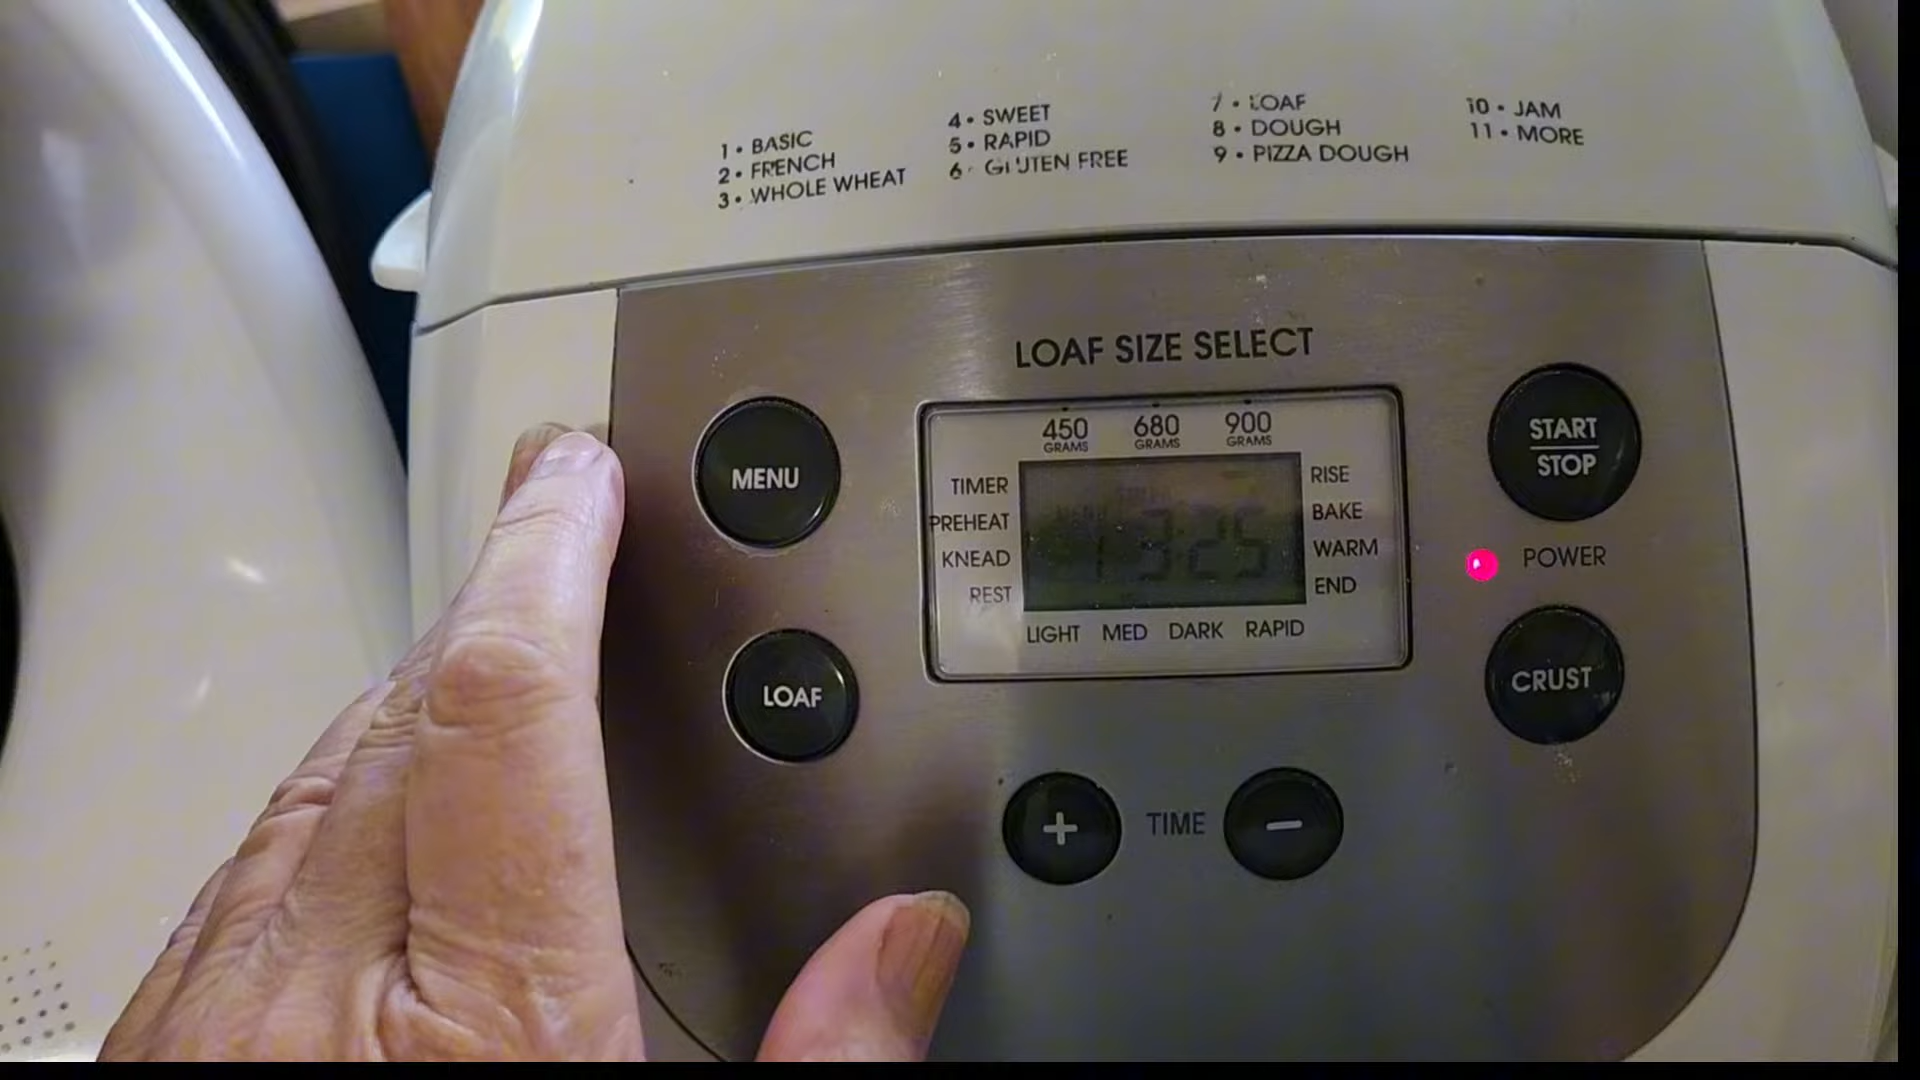 1 • BASIC
2 • FRENCH
3 • WHOLE WHEAT
4 • SWEET
5 • RAPID
6 • GLUTEN FREE
7 • LOAF
8 • DOUGH
9 • PIZZA DOUGH
10 • JAM
11 • MORE
LOAF SIZE SELECT
MENU
LOAF
450 GRAMS
680 GRAMS
900 GRAMS
TIMER
PREHEAT
KNEAD
REST
MENU
1 3:25
RISE
BAKE
WARM
END
LIGHT MED DARK RAPID
START
STOP
POWER
CRUST
+ TIME −